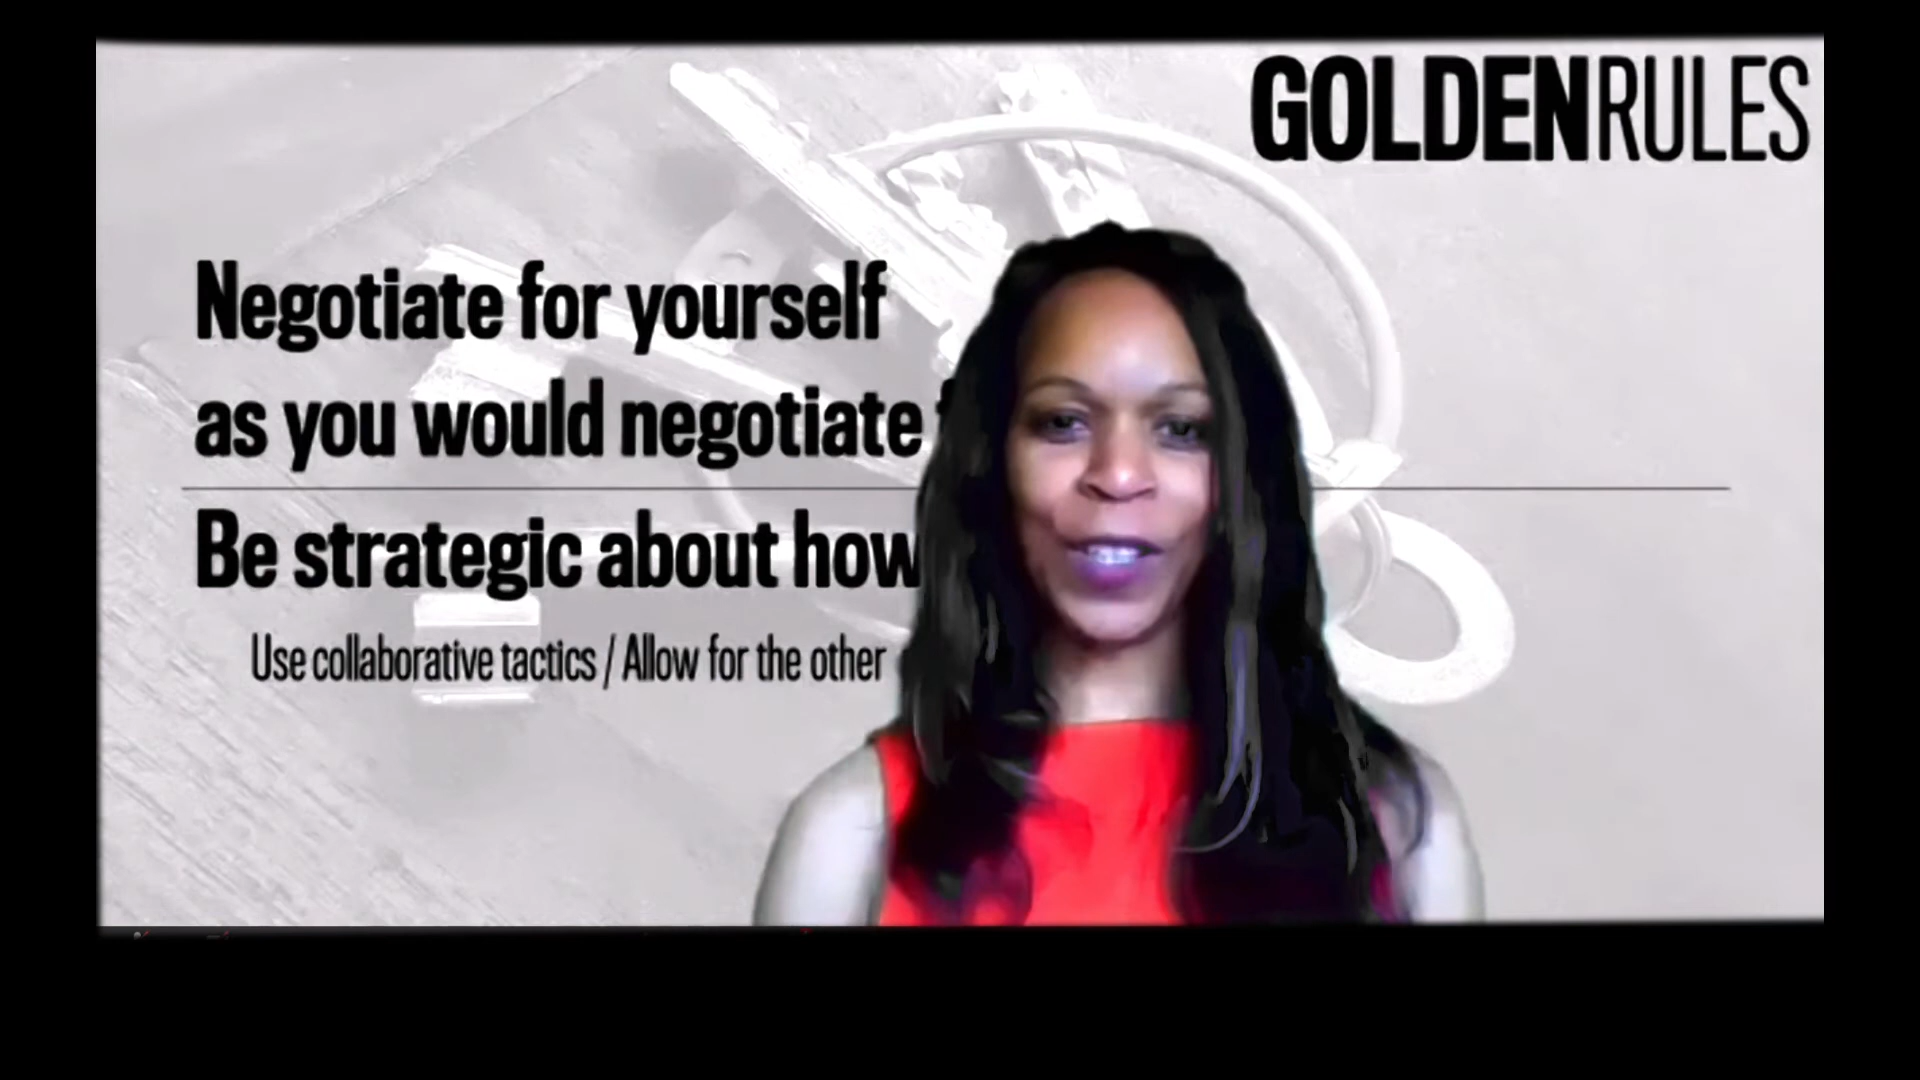 GOLDENRULES
Negotiate for yourself
as you would negotiate
Be strategic about how
Use collaborative tactics / Allow for the other